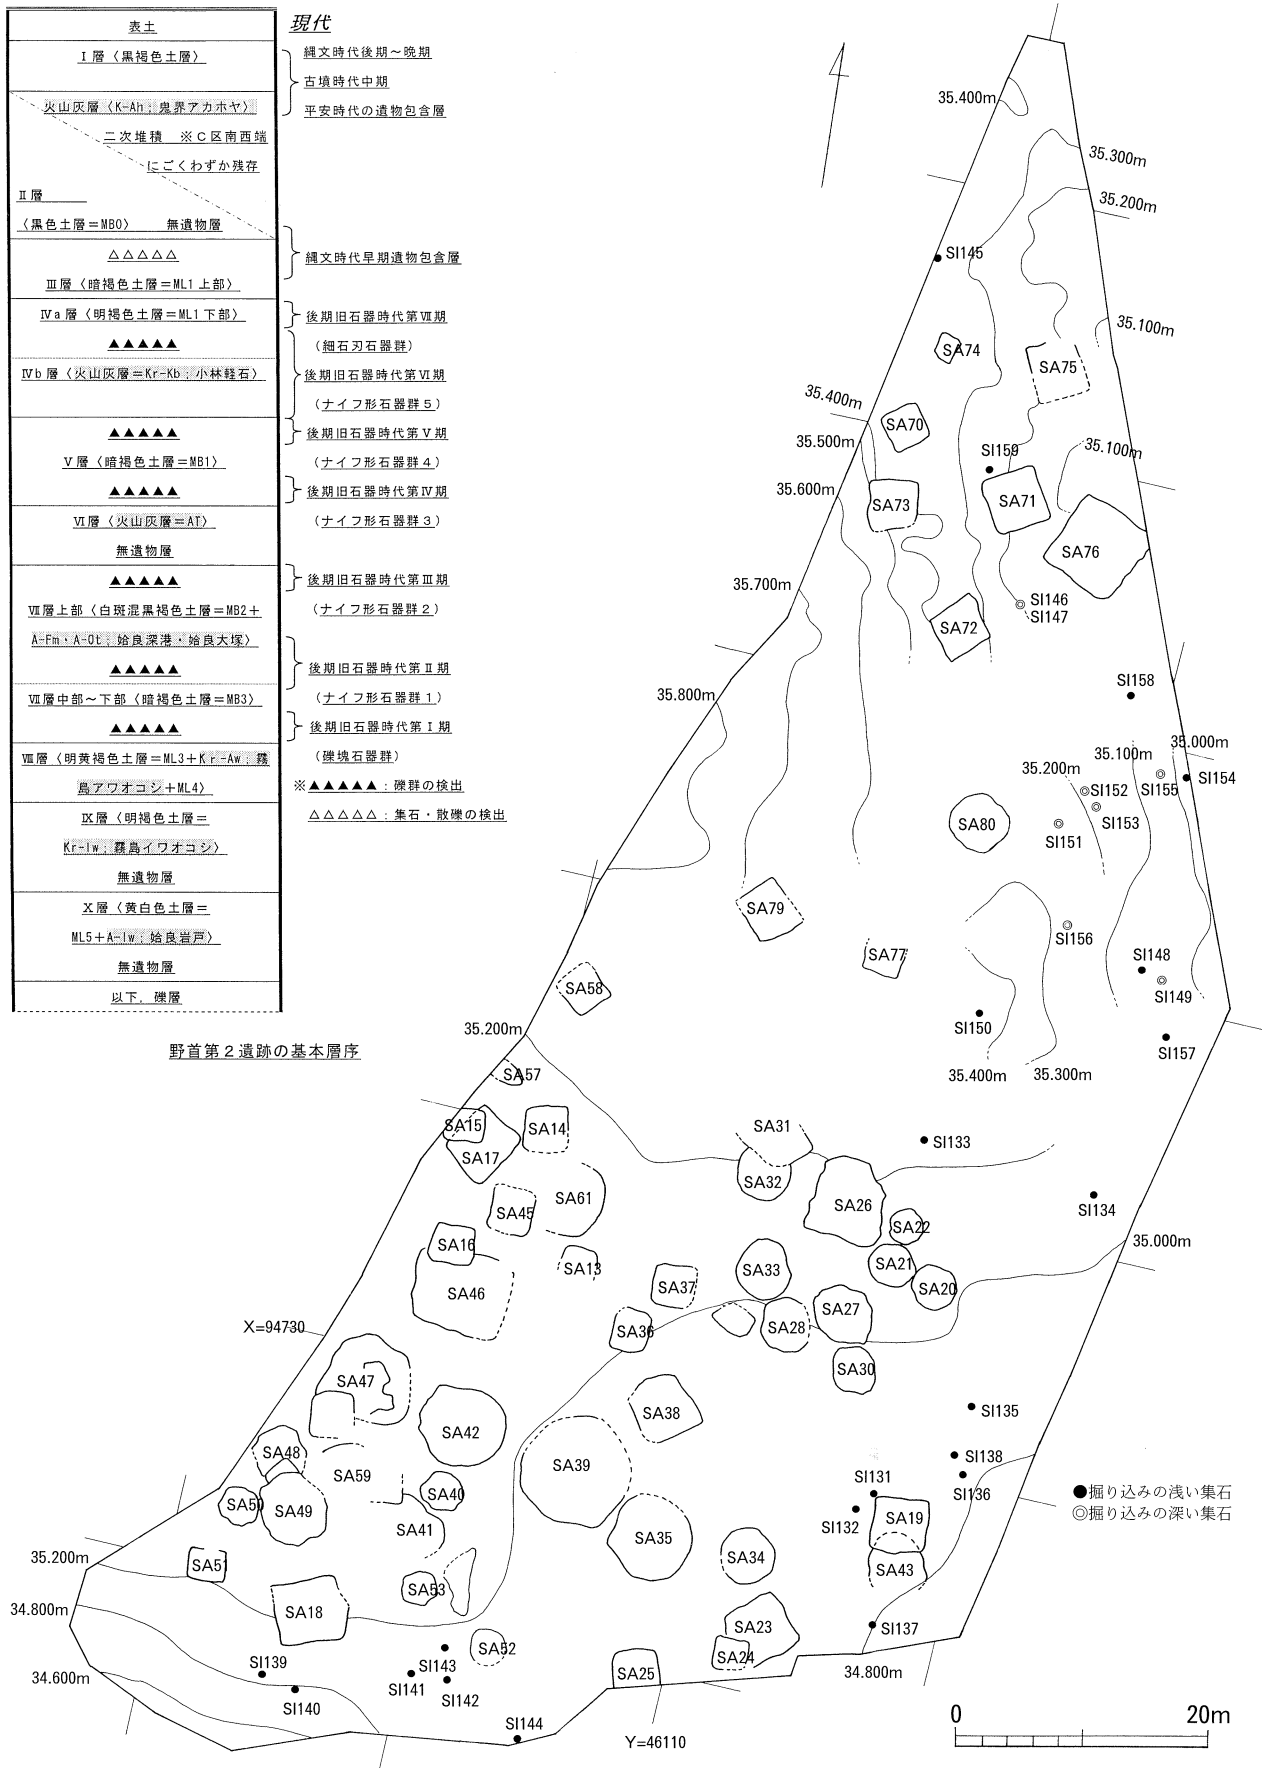 表土
Ⅰ層〈黒褐色土層〉
火山灰層〈K-Ah；鬼界アカホヤ〉
二次堆積　※Ｃ区南西端
にごくわずか残存
Ⅱ層
〈黒色土層＝MB0〉　無遺物層
△△△△△
Ⅲ層〈暗褐色土層＝ML1上部〉
Ⅳa層〈明褐色土層＝ML1下部〉
▲▲▲▲▲
Ⅳb層〈火山灰層＝Kr-Kb；小林軽石〉
▲▲▲▲▲
Ⅴ層〈暗褐色土層＝MB1〉
▲▲▲▲▲
Ⅵ層〈火山灰層＝AT〉
無遺物層
▲▲▲▲▲
Ⅶ層上部〈白斑混黒褐色土層＝MB2＋
A-Fm・A-Ot；姶良深港・姶良大塚〉
▲▲▲▲▲
Ⅶ層中部～下部〈暗褐色土層＝MB3〉
▲▲▲▲▲
Ⅷ層〈明黄褐色土層＝ML3＋Kr-Aw；霧
島アワオコシ＋ML4〉
Ⅸ層〈明褐色土層＝
Kr-Iw；霧島イワオコシ〉
無遺物層
Ⅹ層〈黄白色土層＝
ML5＋A-Iw；姶良岩戸〉
無遺物層
以下，礫層
現代
縄文時代後期～晩期
古墳時代中期
平安時代の遺物包含層
縄文時代早期遺物包含層
後期旧石器時代第Ⅶ期
（細石刃石器群）
後期旧石器時代第Ⅵ期
（ナイフ形石器群５）
後期旧石器時代第Ⅴ期
（ナイフ形石器群４）
後期旧石器時代第Ⅳ期
（ナイフ形石器群３）
後期旧石器時代第Ⅲ期
（ナイフ形石器群２）
後期旧石器時代第Ⅱ期
（ナイフ形石器群１）
後期旧石器時代第Ⅰ期
（礫塊石器群）
※▲▲▲▲▲：礫群の検出
△△△△△：集石・散礫の検出
野首第２遺跡の基本層序
35.400m
35.300m
35.200m
SI145
35.100m
SA74
SA75
35.400m
SA70
35.500m
35.100m
SI159
35.600m
SA73
SA71
SA76
35.700m
SI146
SI147
SA72
SI158
35.800m
35.000m
35.100m
35.200m
SI154
SI152
SI155
SI153
SA80
SI151
SA79
SI156
SA77
SI148
SA58
SI149
35.200m
SI150
SI157
SA57
35.400m
35.300m
SA15
SA14
SA31
SI133
SA17
SA32
SA61
SA26
SI134
SA45
SA22
SA16
35.000m
SA13
SA33
SA21
SA37
SA20
SA46
SA27
X=94730
SA36
SA28
SA30
SA47
SA38
SI135
SA42
SA48
SI138
SA59
SA39
SI131
SI136
●掘り込みの浅い集石
SA50
SA49
SA40
SI132
SA19
◎掘り込みの深い集石
SA41
SA35
35.200m
SA34
SA51
SA43
SA53
34.800m
SA18
SA23
SI137
SA52
SA24
SI139
SI143
34.600m
SA25
34.800m
SI141
SI142
SI140
SI144
Y=46110
0
20m